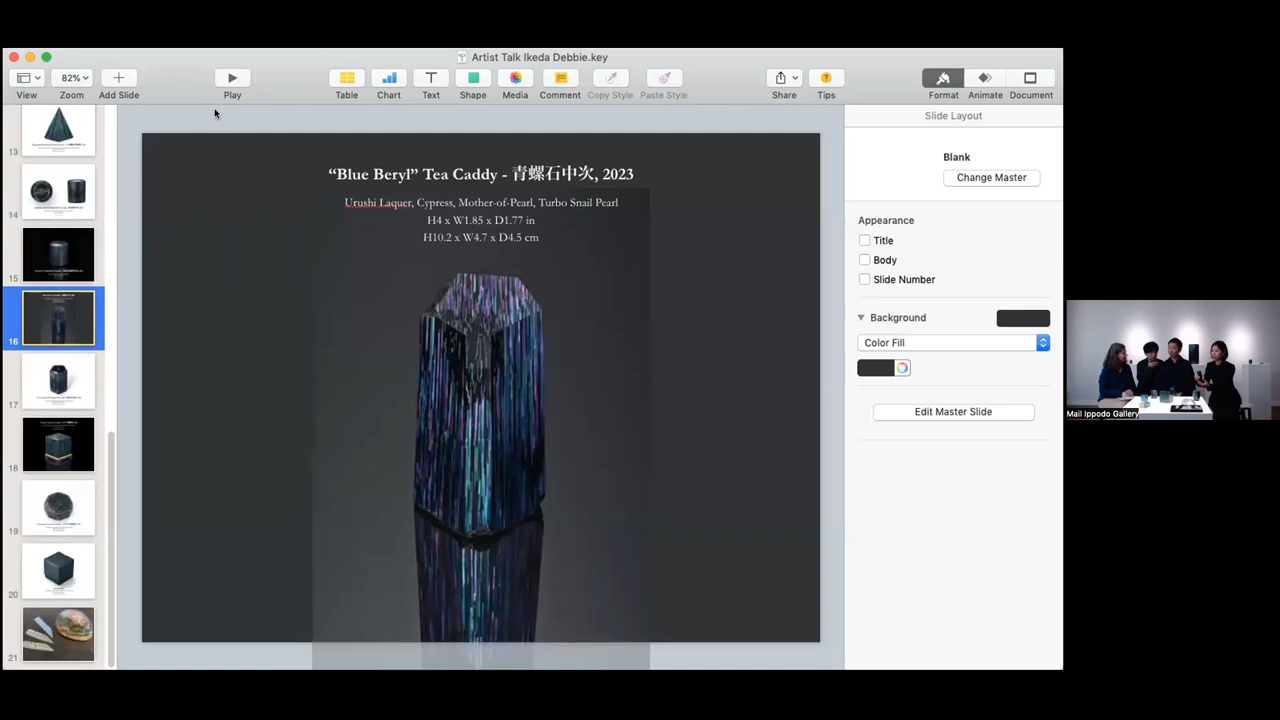 Artist Talk Ikeda Debbie.key
82%
View
Zoom
Add Slide
Play
Table
Chart
Text
Shape
Media
Comment
Copy Style
Paste Style
Share
Tips
Format
Animate
Document
13
14
15
16
17
18
19
20
21
“Blue Beryl” Tea Caddy - 青螺石中次, 2023
Urushi Laquer, Cypress, Mother-of-Pearl, Turbo Snail Pearl
H4 x W1.85 x D1.77 in
H10.2 x W4.7 x D4.5 cm
Slide Layout
Blank
Change Master
Appearance
Title
Body
Slide Number
Background
Color Fill
Edit Master Slide
Mail Ippodo Gallery